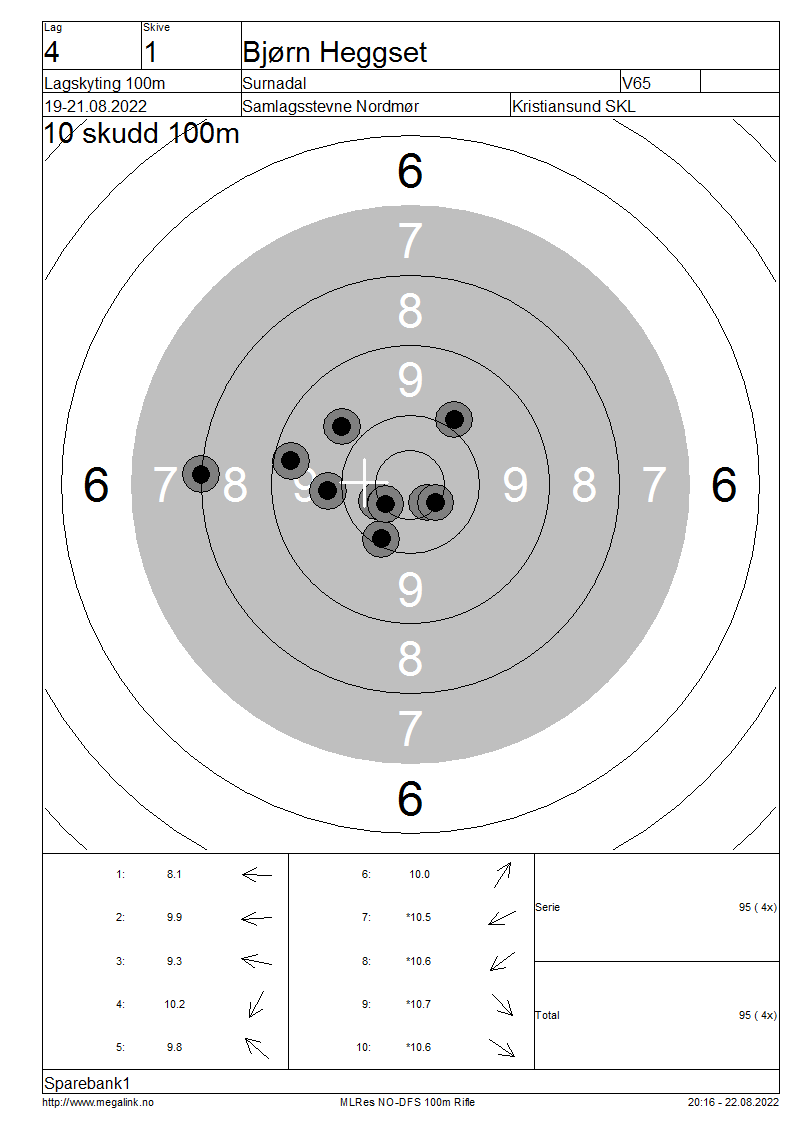 Lag Skive
4 1 Bjørn Heggset
Lagskyting 100m Surnadal V65
19-21.08.2022 Samlagsstevne Nordmør Kristiansund SKL
10 skudd 100m
6
7
8
9
6 7 8 9 9 8 7 6
9
8
7
6
1: 8.1 6: 10.0
2: 9.9 7: *10.5
Serie 95 ( 4x)
3: 9.3 8: *10.6
4: 10.2 9: *10.7
Total 95 ( 4x)
5: 9.8 10: *10.6
Sparebank1
http://www.megalink.no MLRes NO-DFS 100m Rifle 20:16 - 22.08.2022